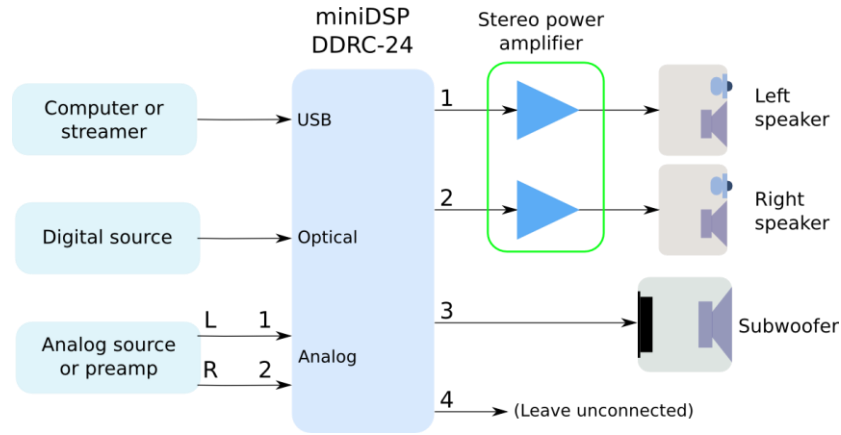 miniDSP
DDRC-24
Stereo power
amplifier
Computer or
streamer
USB
1
Left
speaker
Digital source
Optical
2
Right
speaker
Analog source
or preamp
L 1
R 2
Analog
3
Subwoofer
4
(Leave unconnected)